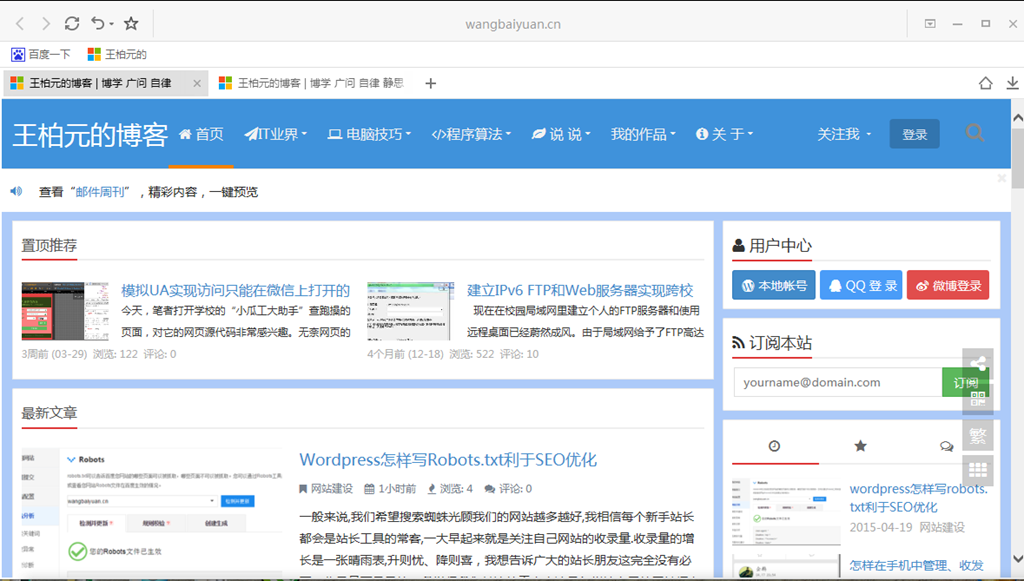 wangbaiyuan.cn
百度一下
王柏元的
王柏元的博客 | 博学 广问 自律
王柏元的博客 | 博学 广问 自律 静思
王柏元的博客
首页
IT业界
电脑技巧
</>程序算法
说 说
我的作品
关 于
关注我
登录
查看“邮件周刊”，精彩内容，一键预览
置顶推荐
模拟UA实现访问只能在微信上打开的
今天，笔者打开学校的“小瓜工大助手”查跑操的
页面，对它的网页源代码非常感兴趣。无奈网页的
3周前 (03-29) 浏览: 122 评论: 0
建立IPv6 FTP和Web服务器实现跨校
现在在校园局域网里建立个人的FTP服务器和使用
远程桌面已经蔚然成风。由于局域网给予了FTP高达
4个月前 (12-18) 浏览: 522 评论: 10
用户中心
本地帐号
QQ 登 录
微博登录
订阅本站
yourname@domain.com
订阅
繁
最新文章
Robots
wangbaiyuan.cn
您的Robots文件已生效
Wordpress怎样写Robots.txt利于SEO优化
网站建设 1小时前 浏览: 4 评论: 0
一般来说,我们希望搜索蜘蛛光顾我们的网站越多越好,我相信每个新手站长
都会是站长工具的常客,一大早起来就是关注自己网站的收录量.收录量的增
长是一张晴雨表,升则忧、降则喜，我想告诉广大的站长朋友这完全没有必
wordpress怎样写robots.
txt利于SEO优化
2015-04-19 网站建设
怎样在手机中管理、收发